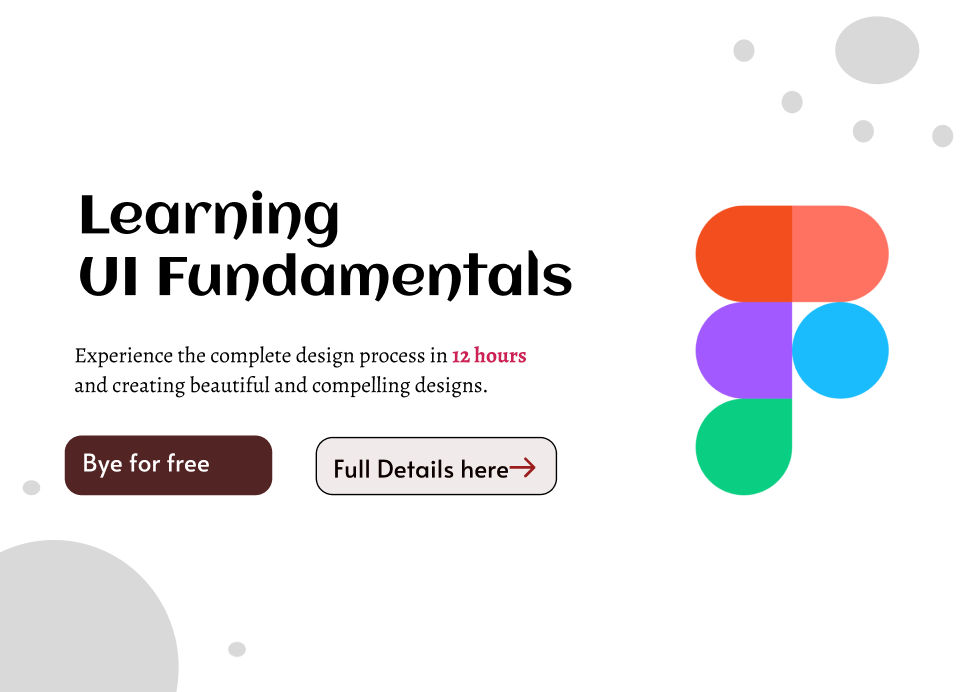 Learning
UI Fundamentals
Experience the complete design process in 12 hours
and creating beautiful and compelling designs.
Bye for free
Full Details here→